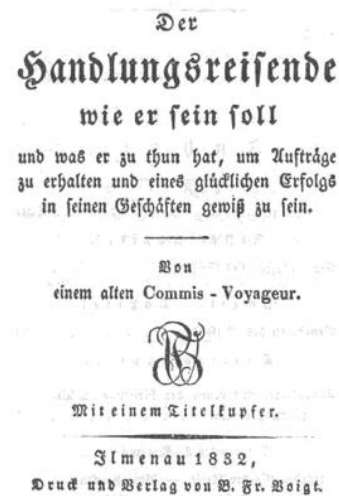 Der
Handlungsreisende
wie er sein soll
und was er zu thun hat, um Aufträge
zu erhalten und eines glücklichen Erfolgs
in seinen Geschäften gewiß zu sein.
Von
einem alten Commis-Voyageur.
Mit einem Titelkupfer.
Ilmenau 1832,
Druck und Verlag von B. Fr. Voigt.